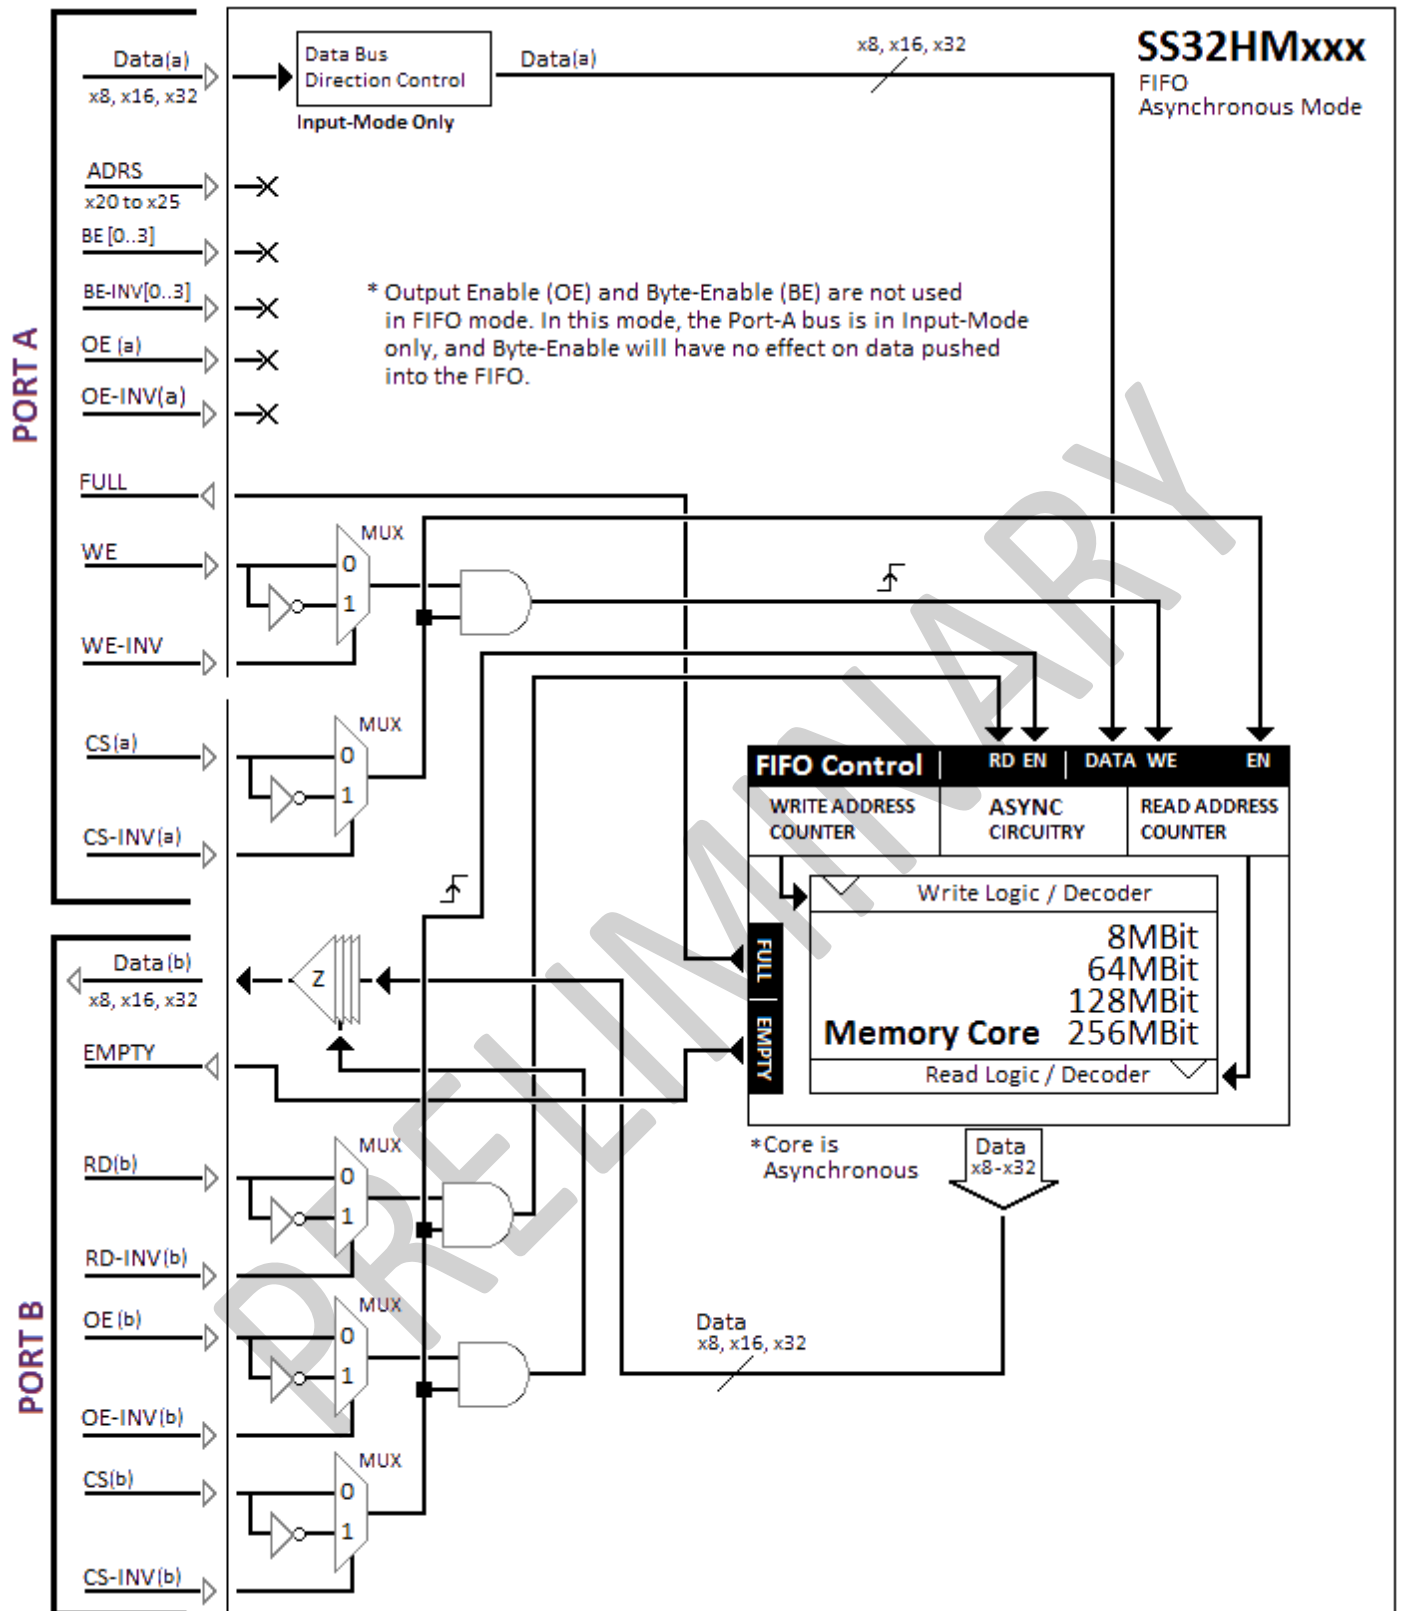 SS32HMxxx
FIFO
Asynchronous Mode
PORT A
Data(a)
x8, x16, x32
Data Bus
Direction Control
Input-Mode Only
Data(a)
x8, x16, x32
ADRS
x20 to x25
BE [0..3]
BE-INV[0..3]
OE (a)
OE-INV(a)
* Output Enable (OE) and Byte-Enable (BE) are not used
in FIFO mode. In this mode, the Port-A bus is in Input-Mode
only, and Byte-Enable will have no effect on data pushed
into the FIFO.
FULL
WE
MUX
0
1
WE-INV
CS(a)
MUX
0
1
CS-INV(a)
FIFO Control
RD EN
DATA WE
EN
WRITE ADDRESS
COUNTER
ASYNC
CIRCUITRY
READ ADDRESS
COUNTER
Write Logic / Decoder
8MBit
64MBit
128MBit
Memory Core 256MBit
Read Logic / Decoder
FULL
EMPTY
*Core is
Asynchronous
Data
x8-x32
PORT B
Data(b)
x8, x16, x32
Z
EMPTY
RD(b)
MUX
0
1
RD-INV(b)
OE(b)
MUX
0
1
OE-INV(b)
Data
x8, x16, x32
CS(b)
MUX
0
1
CS-INV(b)
PRELIMINARY